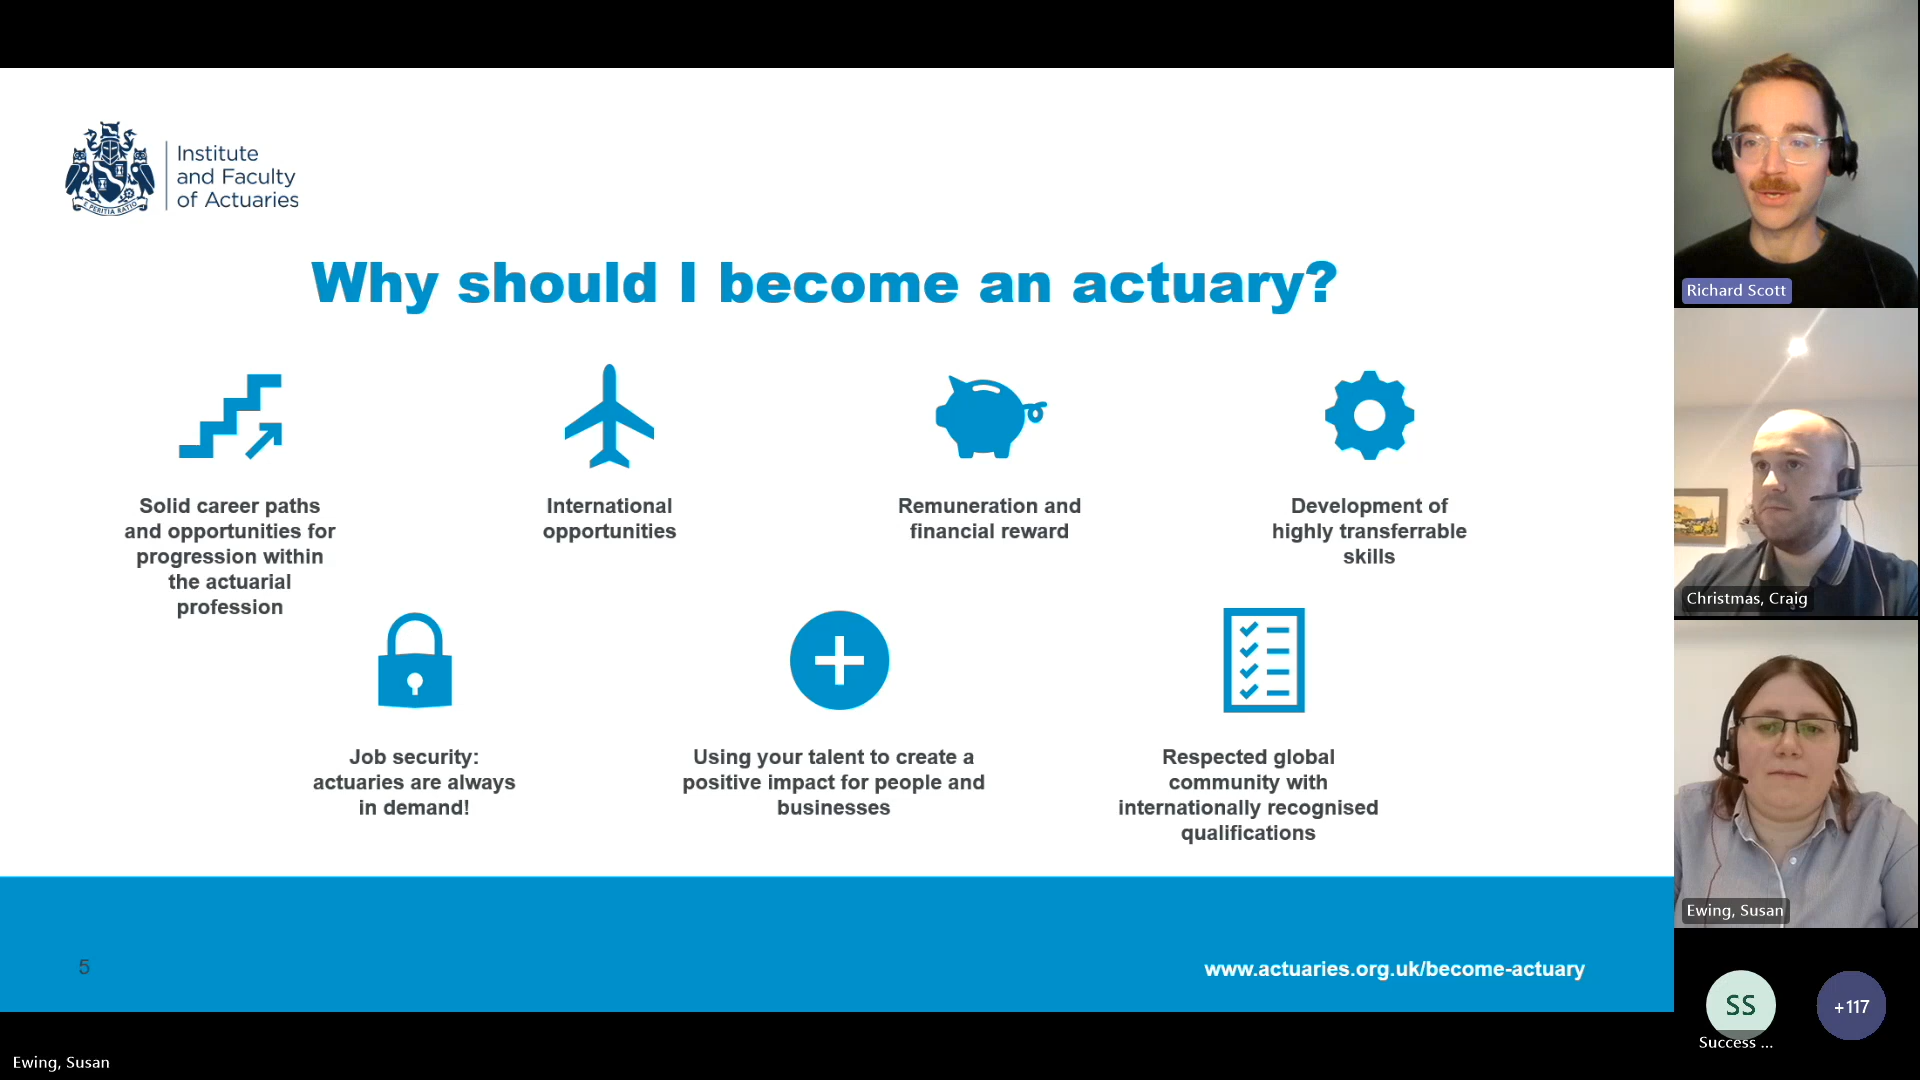 Institute
and Faculty
of Actuaries
E PERITIA RATIO
Why should I become an actuary?
Solid career paths
and opportunities for
progression within
the actuarial
profession
International
opportunities
Remuneration and
financial reward
Development of
highly transferrable
skills
Job security:
actuaries are always
in demand!
Using your talent to create a
positive impact for people and
businesses
Respected global
community with
internationally recognised
qualifications
5
www.actuaries.org.uk/become-actuary
Ewing, Susan
Richard Scott
Christmas, Craig
Ewing, Susan
SS
Success ...
+117